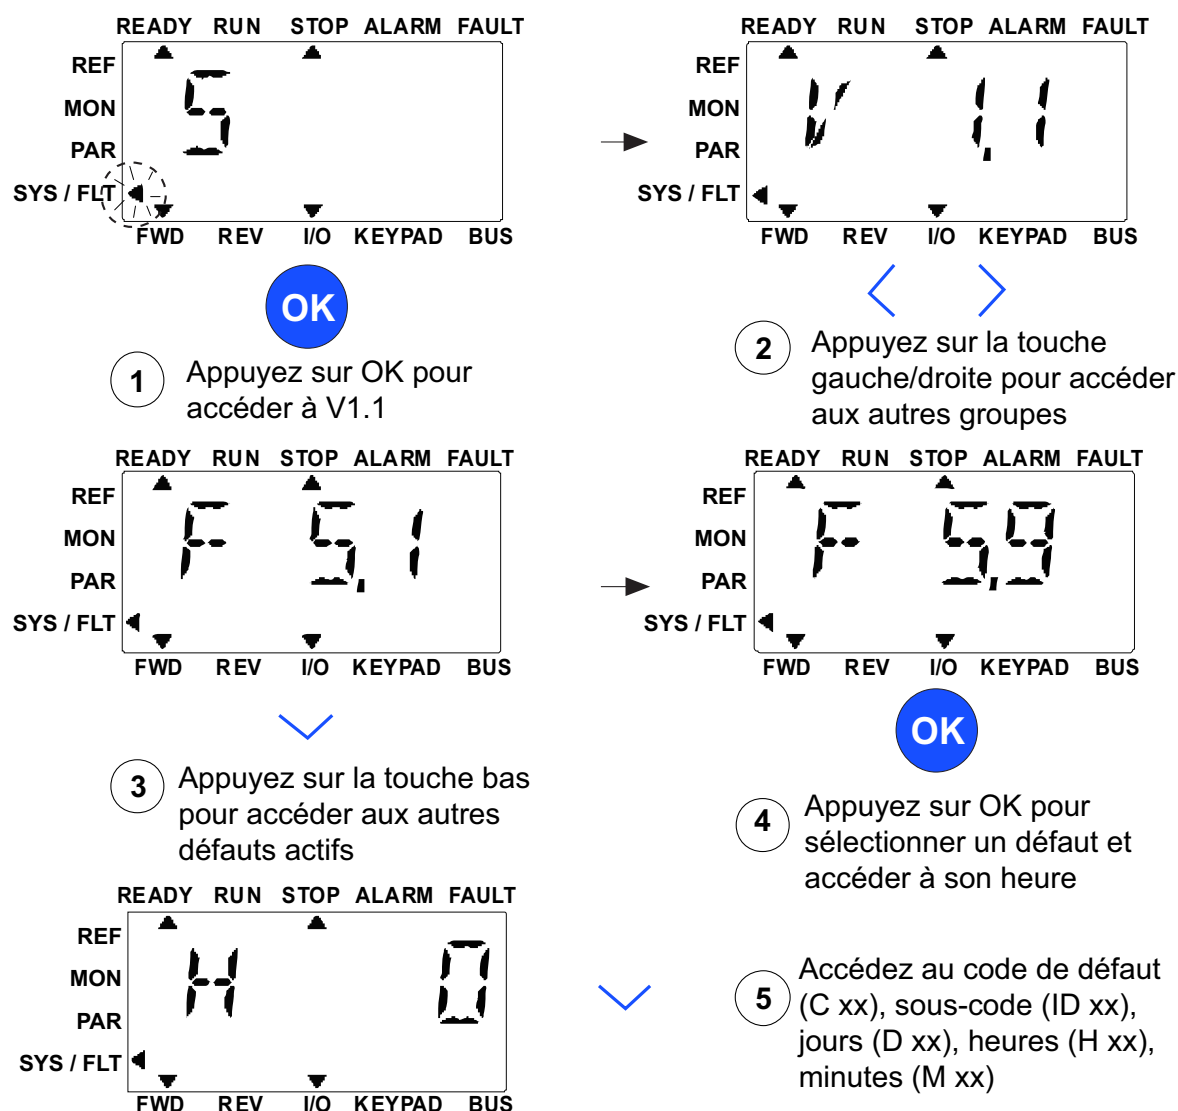 READY RUN STOP ALARM FAULT
REF
MON
PAR
SYS / FLT
5
FWD REV I/O KEYPAD BUS
READY RUN STOP ALARM FAULT
REF
MON
PAR
SYS / FLT
V 1.1
FWD REV I/O KEYPAD BUS
OK
1 Appuyez sur OK pour
accéder à V1.1
2 Appuyez sur la touche
gauche/droite pour accéder
aux autres groupes
READY RUN STOP ALARM FAULT
REF
MON
PAR
SYS / FLT
F 5.1
FWD REV I/O KEYPAD BUS
READY RUN STOP ALARM FAULT
REF
MON
PAR
SYS / FLT
F 5.9
FWD REV I/O KEYPAD BUS
3 Appuyez sur la touche bas
pour accéder aux autres
défauts actifs
OK
4 Appuyez sur OK pour
sélectionner un défaut et
accéder à son heure
READY RUN STOP ALARM FAULT
REF
MON
PAR
SYS / FLT
H 0
FWD REV I/O KEYPAD BUS
5 Accédez au code de défaut
(C xx), sous-code (ID xx),
jours (D xx), heures (H xx),
minutes (M xx)